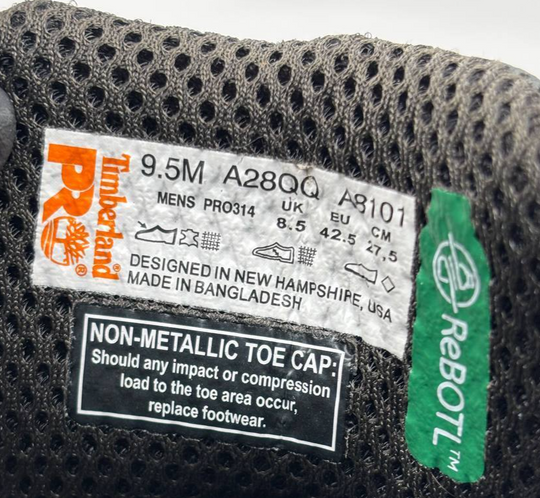 Timberland®
PRO
9.5M A28QQ A8101
MENS PRO314 UK EU CM
8.5 42.5 27,5
DESIGNED IN NEW HAMPSHIRE, USA
MADE IN BANGLADESH
NON-METALLIC TOE CAP:
Should any impact or compression
load to the toe area occur,
replace footwear.
ReBOTL™